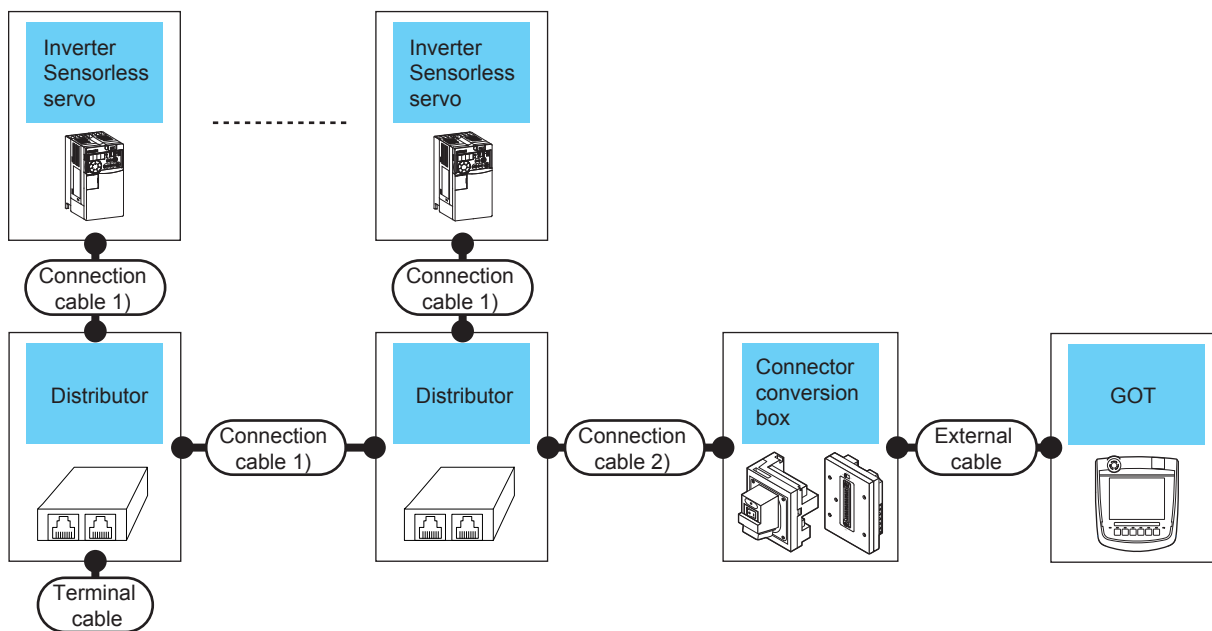 Inverter
Sensorless
servo
Inverter
Sensorless
servo
Connection
cable 1)
Connection
cable 1)
Distributor
Connection
cable 1)
Distributor
Connection
cable 2)
Connector
conversion
box
External
cable
GOT
Terminal
cable